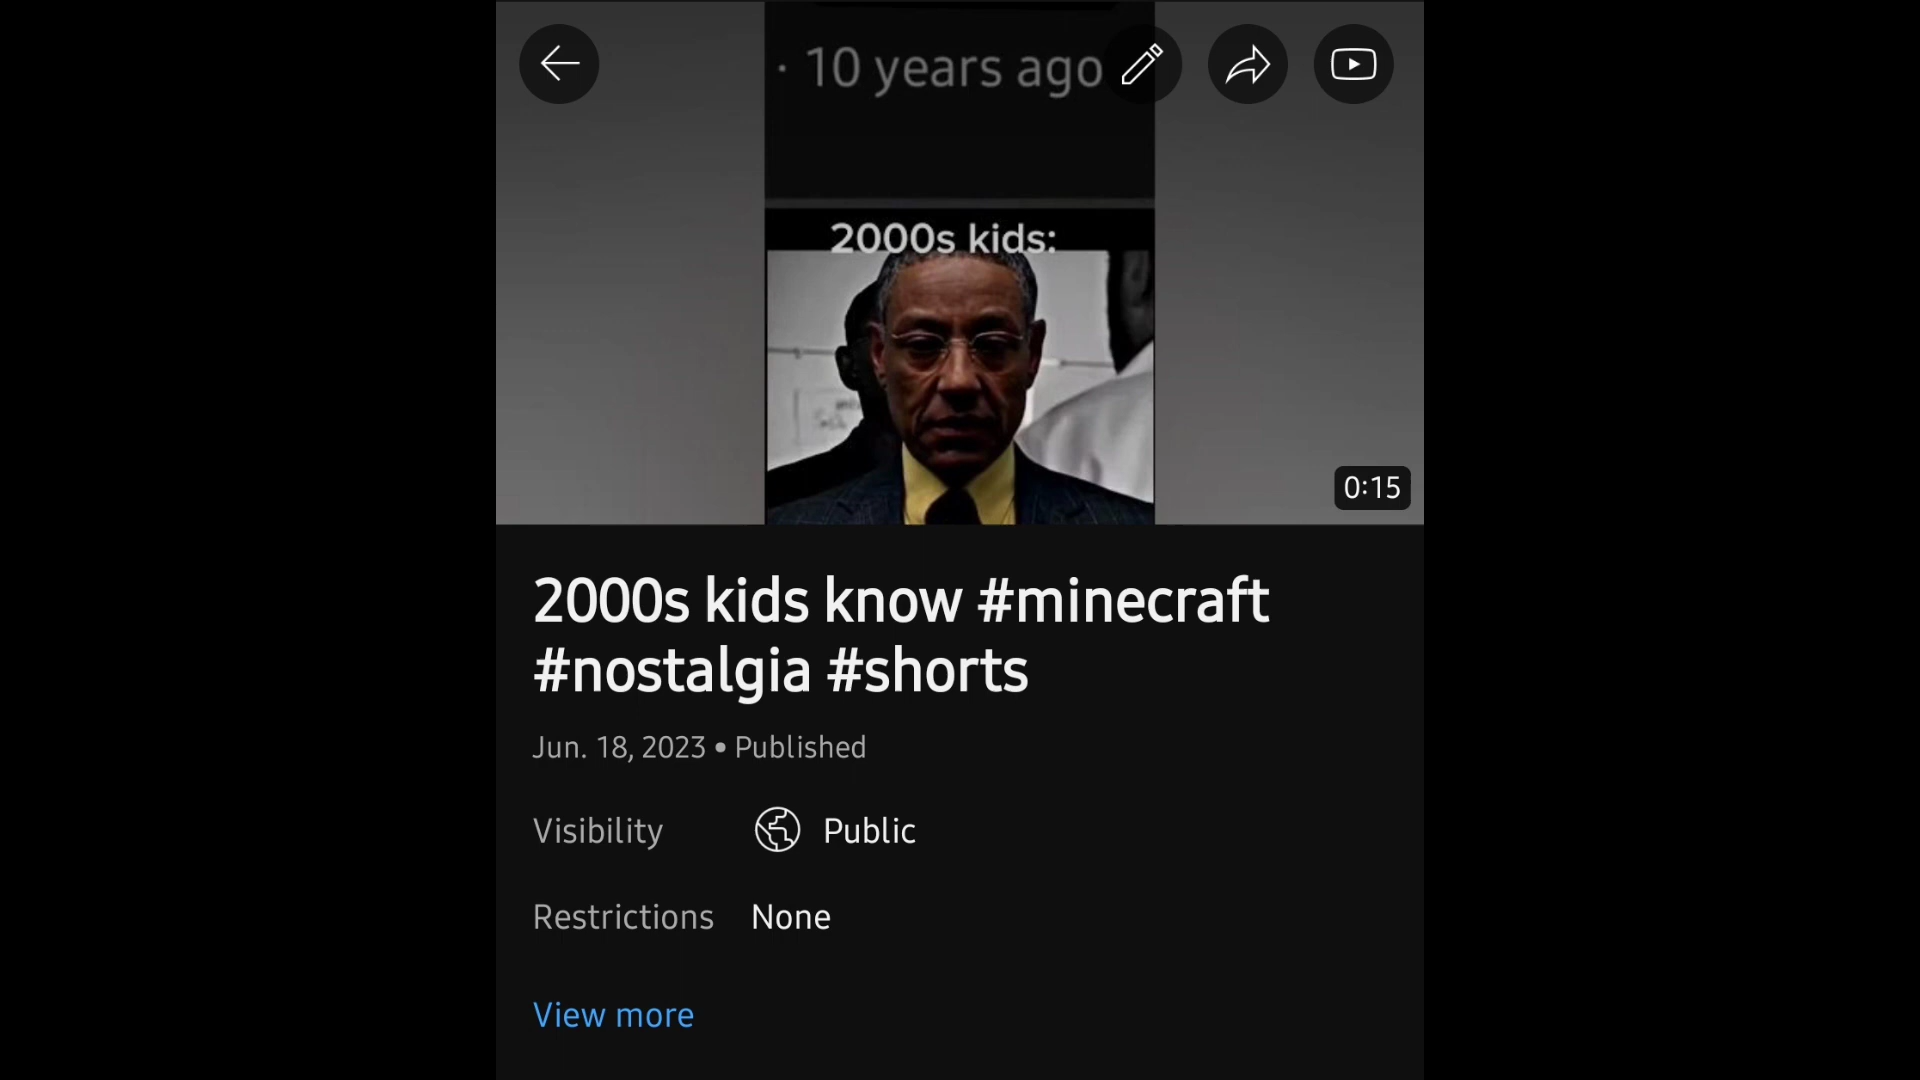 · 10 years ago
2000s kids:
0:15
2000s kids know #minecraft
#nostalgia #shorts
Jun. 18, 2023 • Published
Visibility Public
Restrictions None
View more